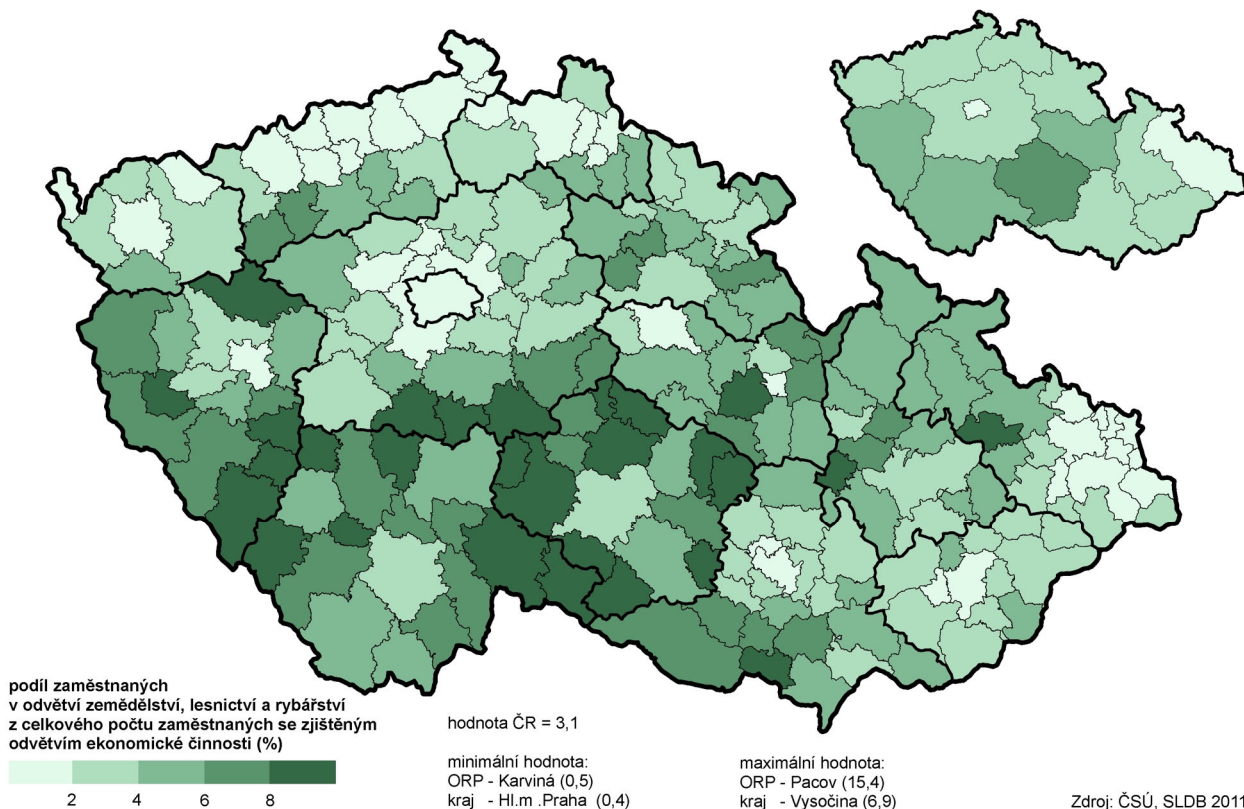 podíl zaměstnaných
v odvětví zemědělství, lesnictví a rybářství
z celkového počtu zaměstnaných se zjištěným
odvětvím ekonomické činnosti (%)
2 4 6 8
hodnota ČR = 3,1
minimální hodnota:
ORP - Karviná (0,5)
kraj - Hl.m .Praha (0,4)
maximální hodnota:
ORP - Pacov (15,4)
kraj - Vysočina (6,9)
Zdroj: ČSÚ, SLDB 2011